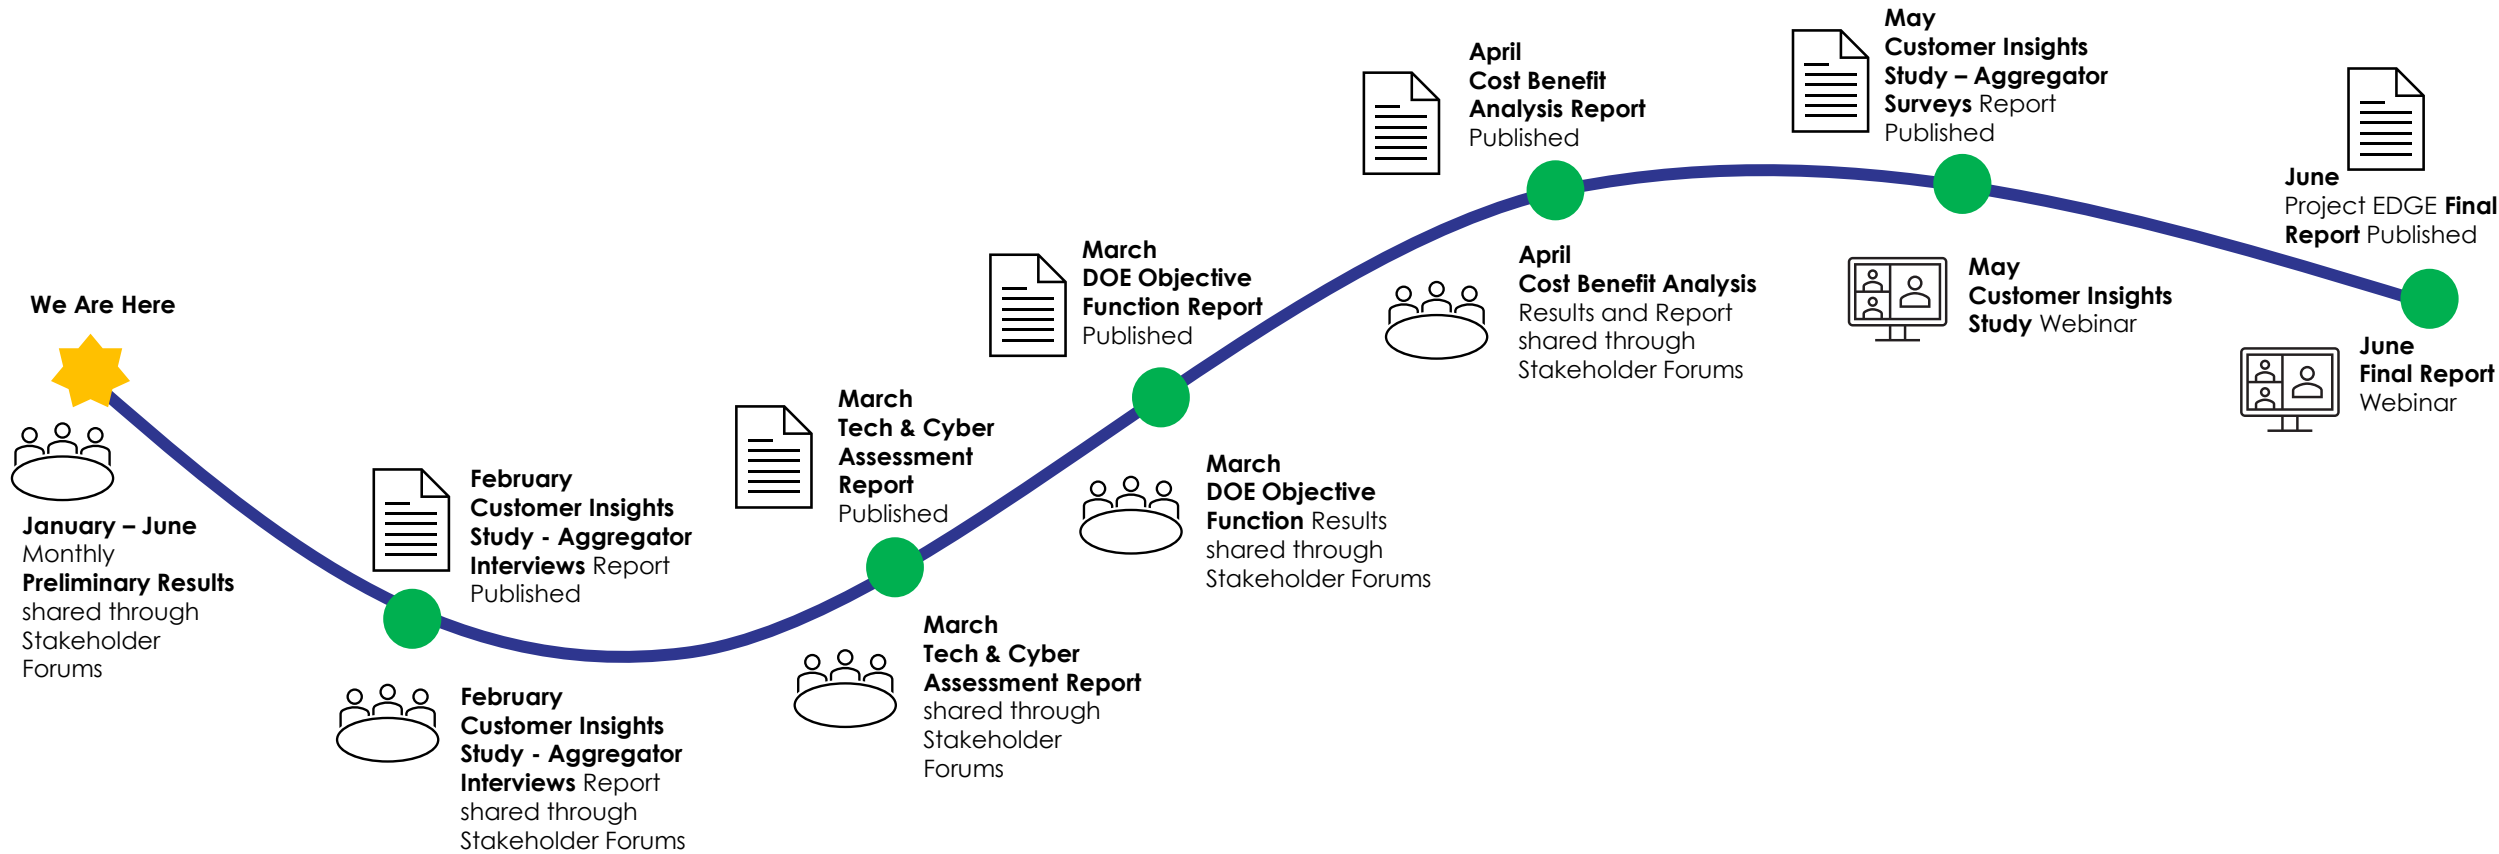 We Are Here
January – June
Monthly
Preliminary Results
shared through
Stakeholder
Forums
February
Customer Insights
Study - Aggregator
Interviews Report
Published
February
Customer Insights
Study - Aggregator
Interviews Report
shared through
Stakeholder Forums
March
Tech & Cyber
Assessment
Report
Published
March
Tech & Cyber
Assessment Report
shared through
Stakeholder
Forums
March
DOE Objective
Function Report
Published
March
DOE Objective
Function Results
shared through
Stakeholder Forums
April
Cost Benefit
Analysis Report
Published
April
Cost Benefit Analysis
Results and Report
shared through
Stakeholder Forums
May
Customer Insights
Study – Aggregator
Surveys Report
Published
May
Customer Insights
Study Webinar
June
Project EDGE Final
Report Published
June
Final Report
Webinar